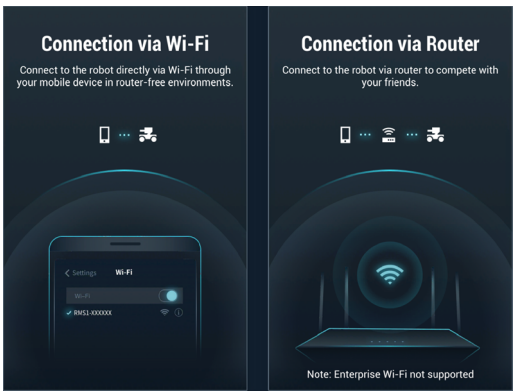 Connection via Wi-Fi
Connect to the robot directly via Wi-Fi through
your mobile device in router-free environments.
Settings
Wi-Fi
Wi-Fi
RMS1-XXXXXX
Connection via Router
Connect to the robot via router to compete with
your friends.
Note: Enterprise Wi-Fi not supported